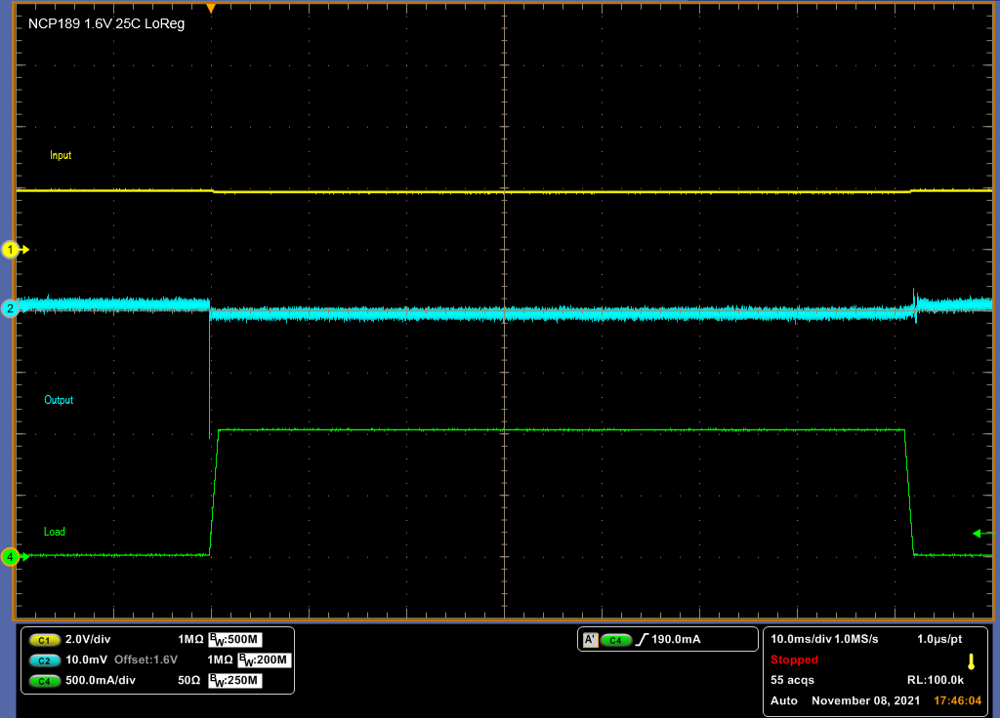 NCP189 1.6V 25C LoReg
Input
1
2
Output
Load
4
C1 2.0V/div 1MΩ BW:500M
C2 10.0mV Offset:1.6V 1MΩ BW:200M
C4 500.0mA/div 50Ω BW:250M
A' C4 190.0mA
10.0ms/div 1.0MS/s 1.0µs/pt
Stopped
55 acqs RL:100.0k
Auto November 08, 2021 17:46:04